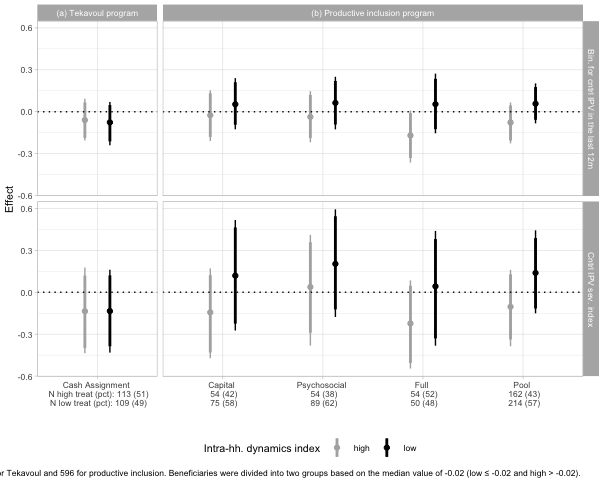 (a) Tekavoul program
(b) Productive inclusion program
0.6
0.3
0.0
-0.3
-0.6
Bin. for cntrl IPV in the last 12m
0.6
0.3
0.0
-0.3
-0.6
Cntrl IPV sev. index
Effect
Cash Assignment
N high treat (pct): 113 (51)
N low treat (pct): 109 (49)
Capital
54 (42)
75 (58)
Psychosocial
54 (38)
89 (62)
Full
54 (52)
50 (48)
Pool
162 (43)
214 (57)
Intra-hh. dynamics index
high
low
or Tekavoul and 596 for productive inclusion. Beneficiaries were divided into two groups based on the median value of -0.02 (low ≤ -0.02 and high > -0.02).